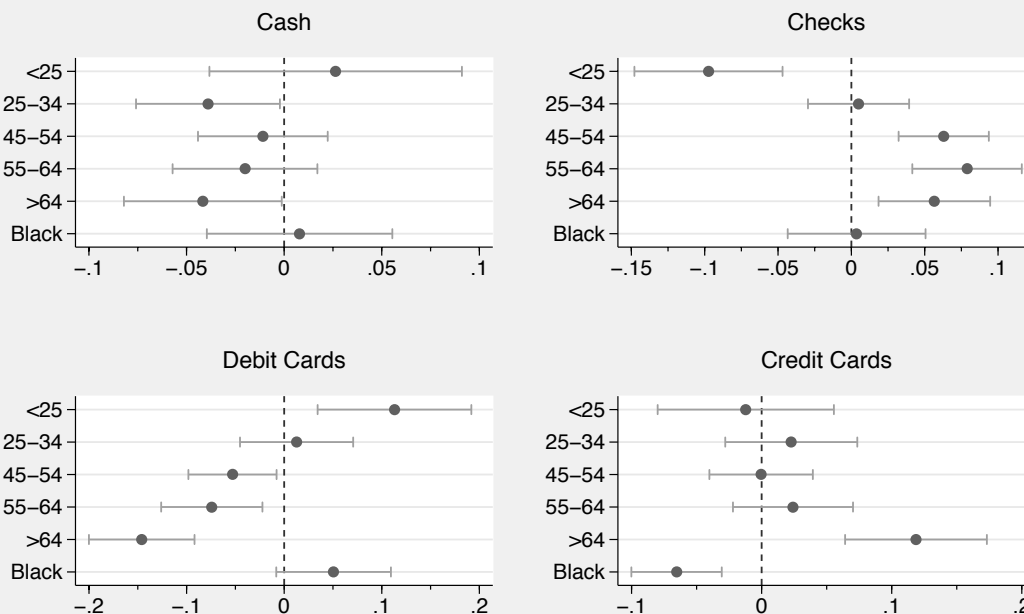 Cash
<25
25–34
45–54
55–64
>64
Black
–.1 –.05 0 .05 .1
Checks
<25
25–34
45–54
55–64
>64
Black
–.15 –.1 –.05 0 .05 .1
Debit Cards
<25
25–34
45–54
55–64
>64
Black
–.2 –.1 0 .1 .2
Credit Cards
<25
25–34
45–54
55–64
>64
Black
–.1 0 .1 .2